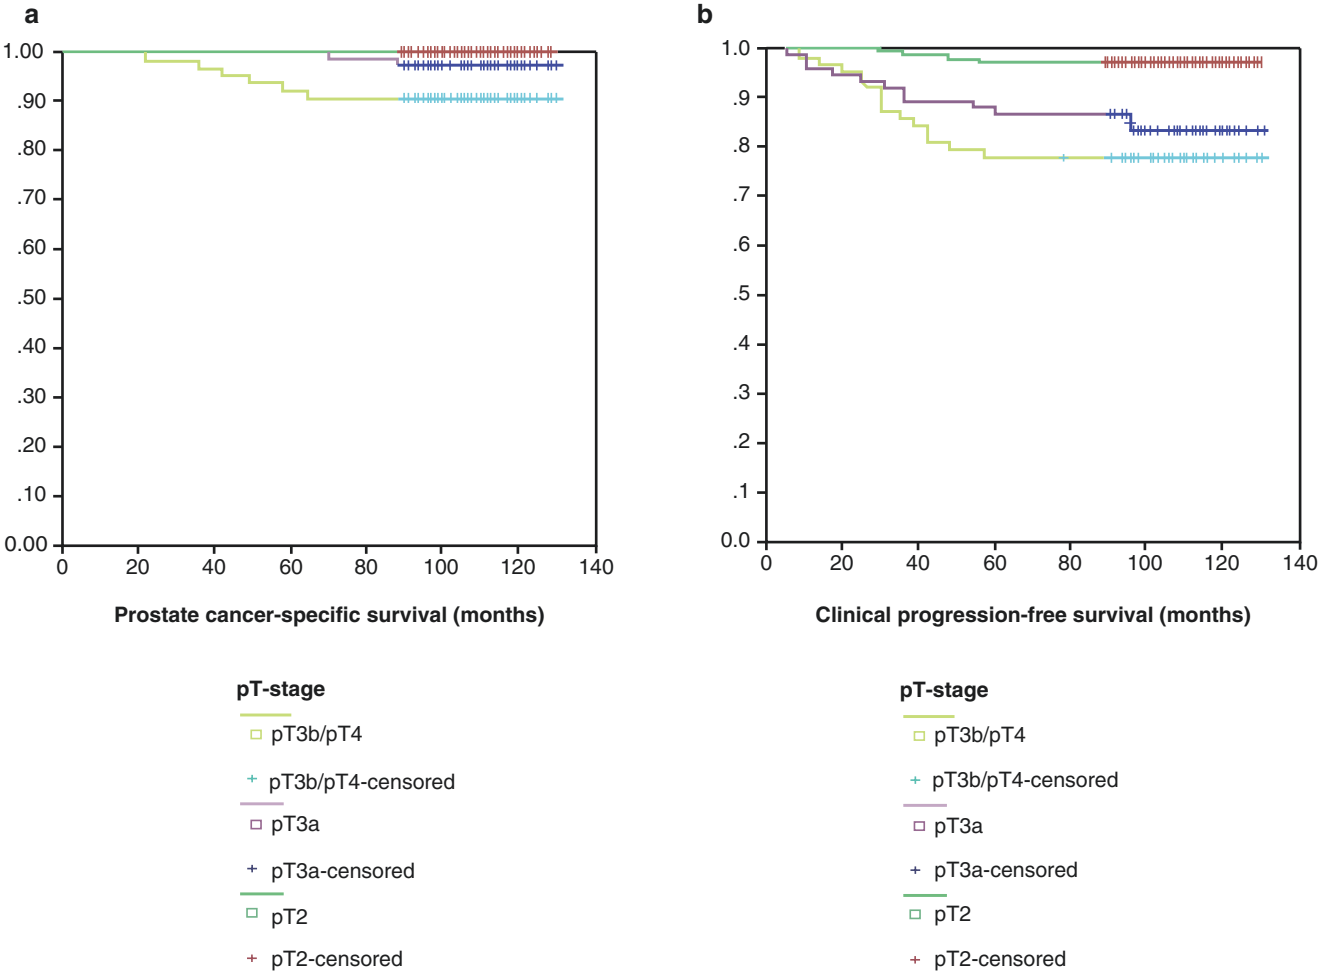 a
1.00
.90
.80
.70
.60
.50
.40
.30
.20
.10
0.00
0 20 40 60 80 100 120 140
Prostate cancer-specific survival (months)
pT-stage
pT3b/pT4
pT3b/pT4-censored
pT3a
pT3a-censored
pT2
pT2-censored
b
1.0
.9
.8
.7
.6
.5
.4
.3
.2
.1
0.0
0 20 40 60 80 100 120 140
Clinical progression-free survival (months)
pT-stage
pT3b/pT4
pT3b/pT4-censored
pT3a
pT3a-censored
pT2
pT2-censored